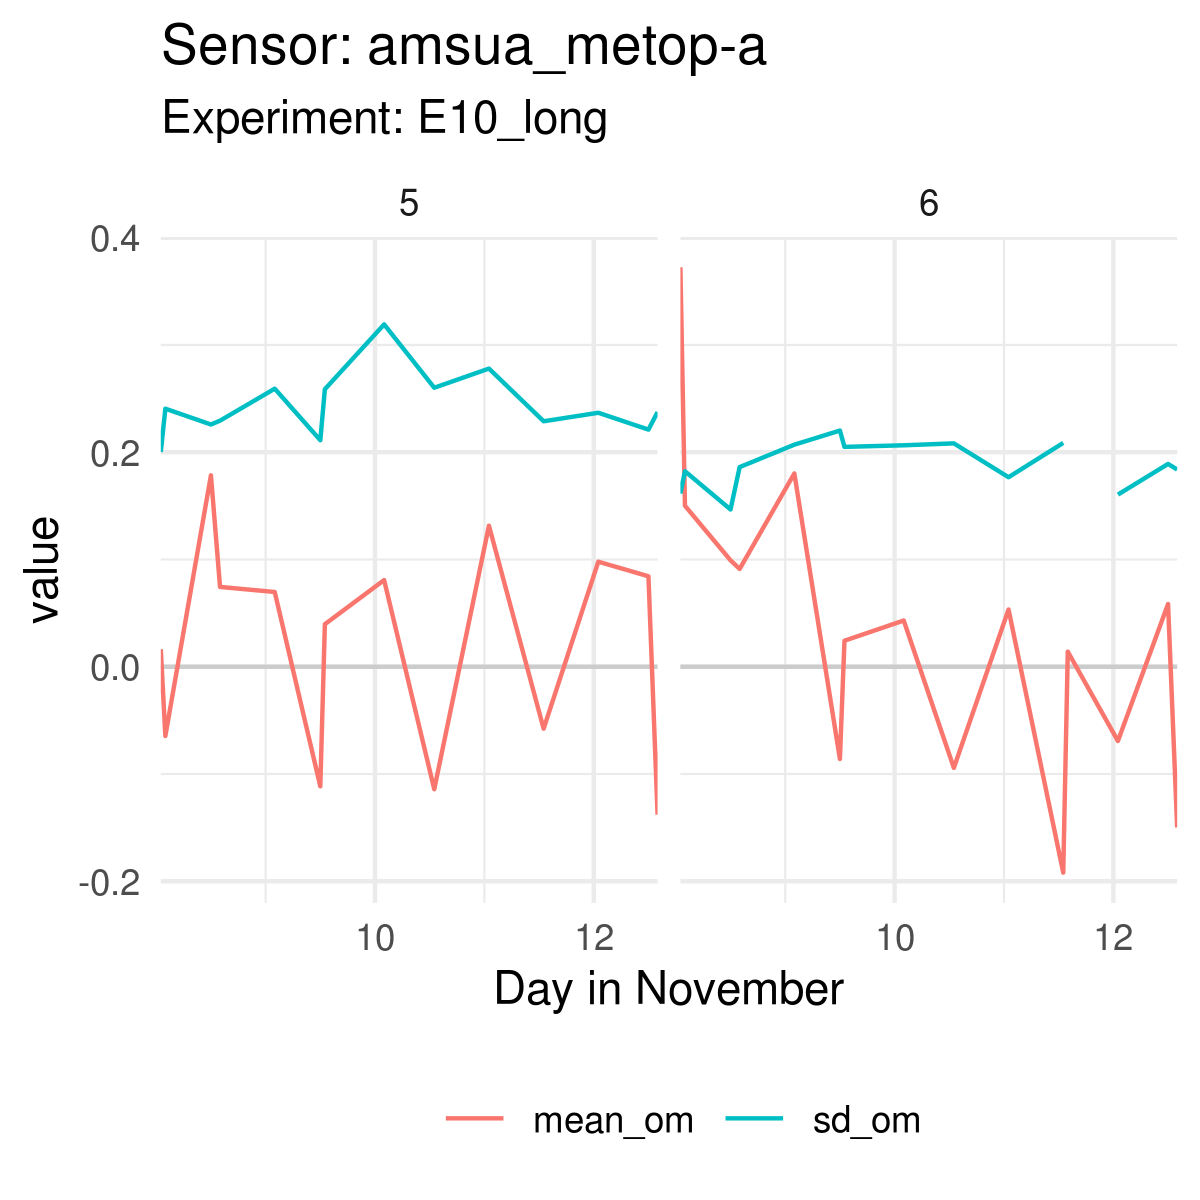 Sensor: amsua_metop-a
Experiment: E10_long
5 6
0.4
0.2
0.0
-0.2
value
10 12 10 12
Day in November
mean_om sd_om